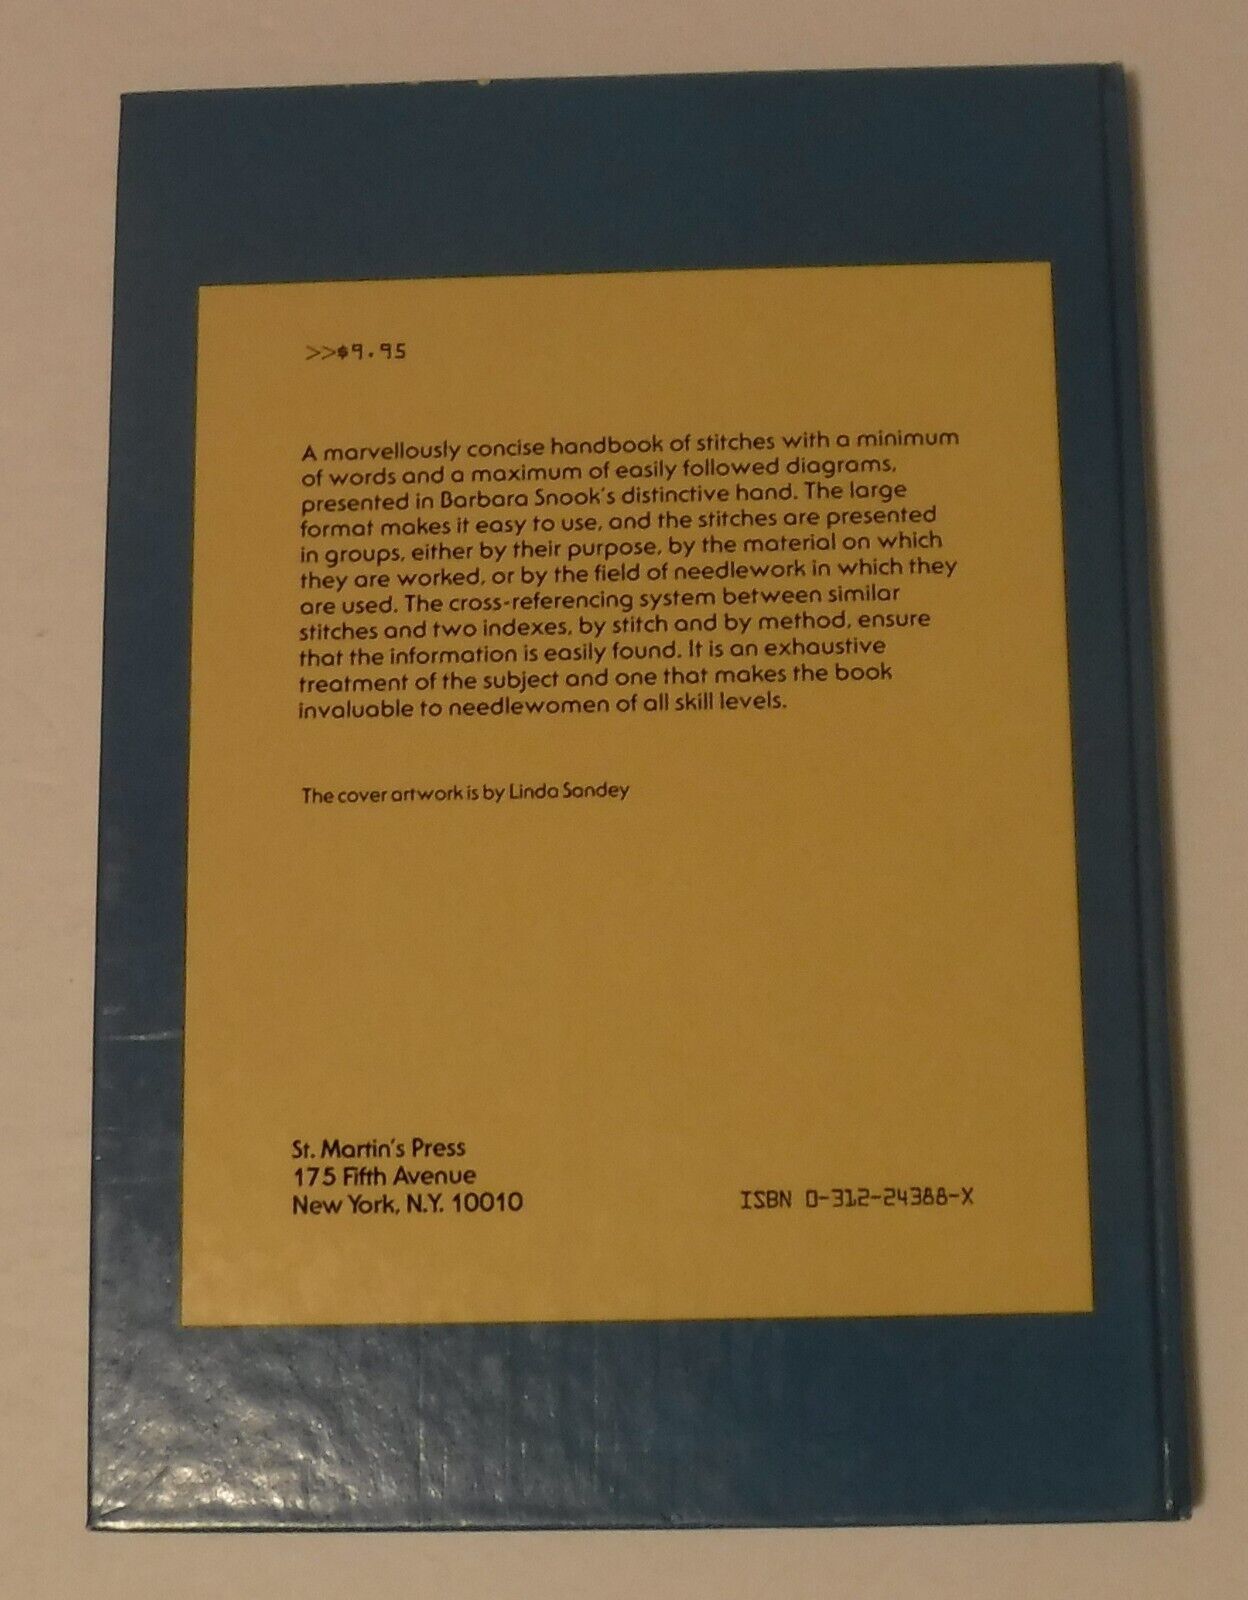 >>$9.95
A marvellously concise handbook of stitches with a minimum
of words and a maximum of easily followed diagrams,
presented in Barbara Snook's distinctive hand. The large
format makes it easy to use, and the stitches are presented
in groups, either by their purpose, by the material on which
they are worked, or by the field of needlework in which they
are used. The cross-referencing system between similar
stitches and two indexes, by stitch and by method, ensure
that the information is easily found. It is an exhaustive
treatment of the subject and one that makes the book
invaluable to needlewomen of all skill levels.
The cover artwork is by Linda Sandey
St. Martin's Press
175 Fifth Avenue
New York, N.Y. 10010
ISBN 0-312-24388-X